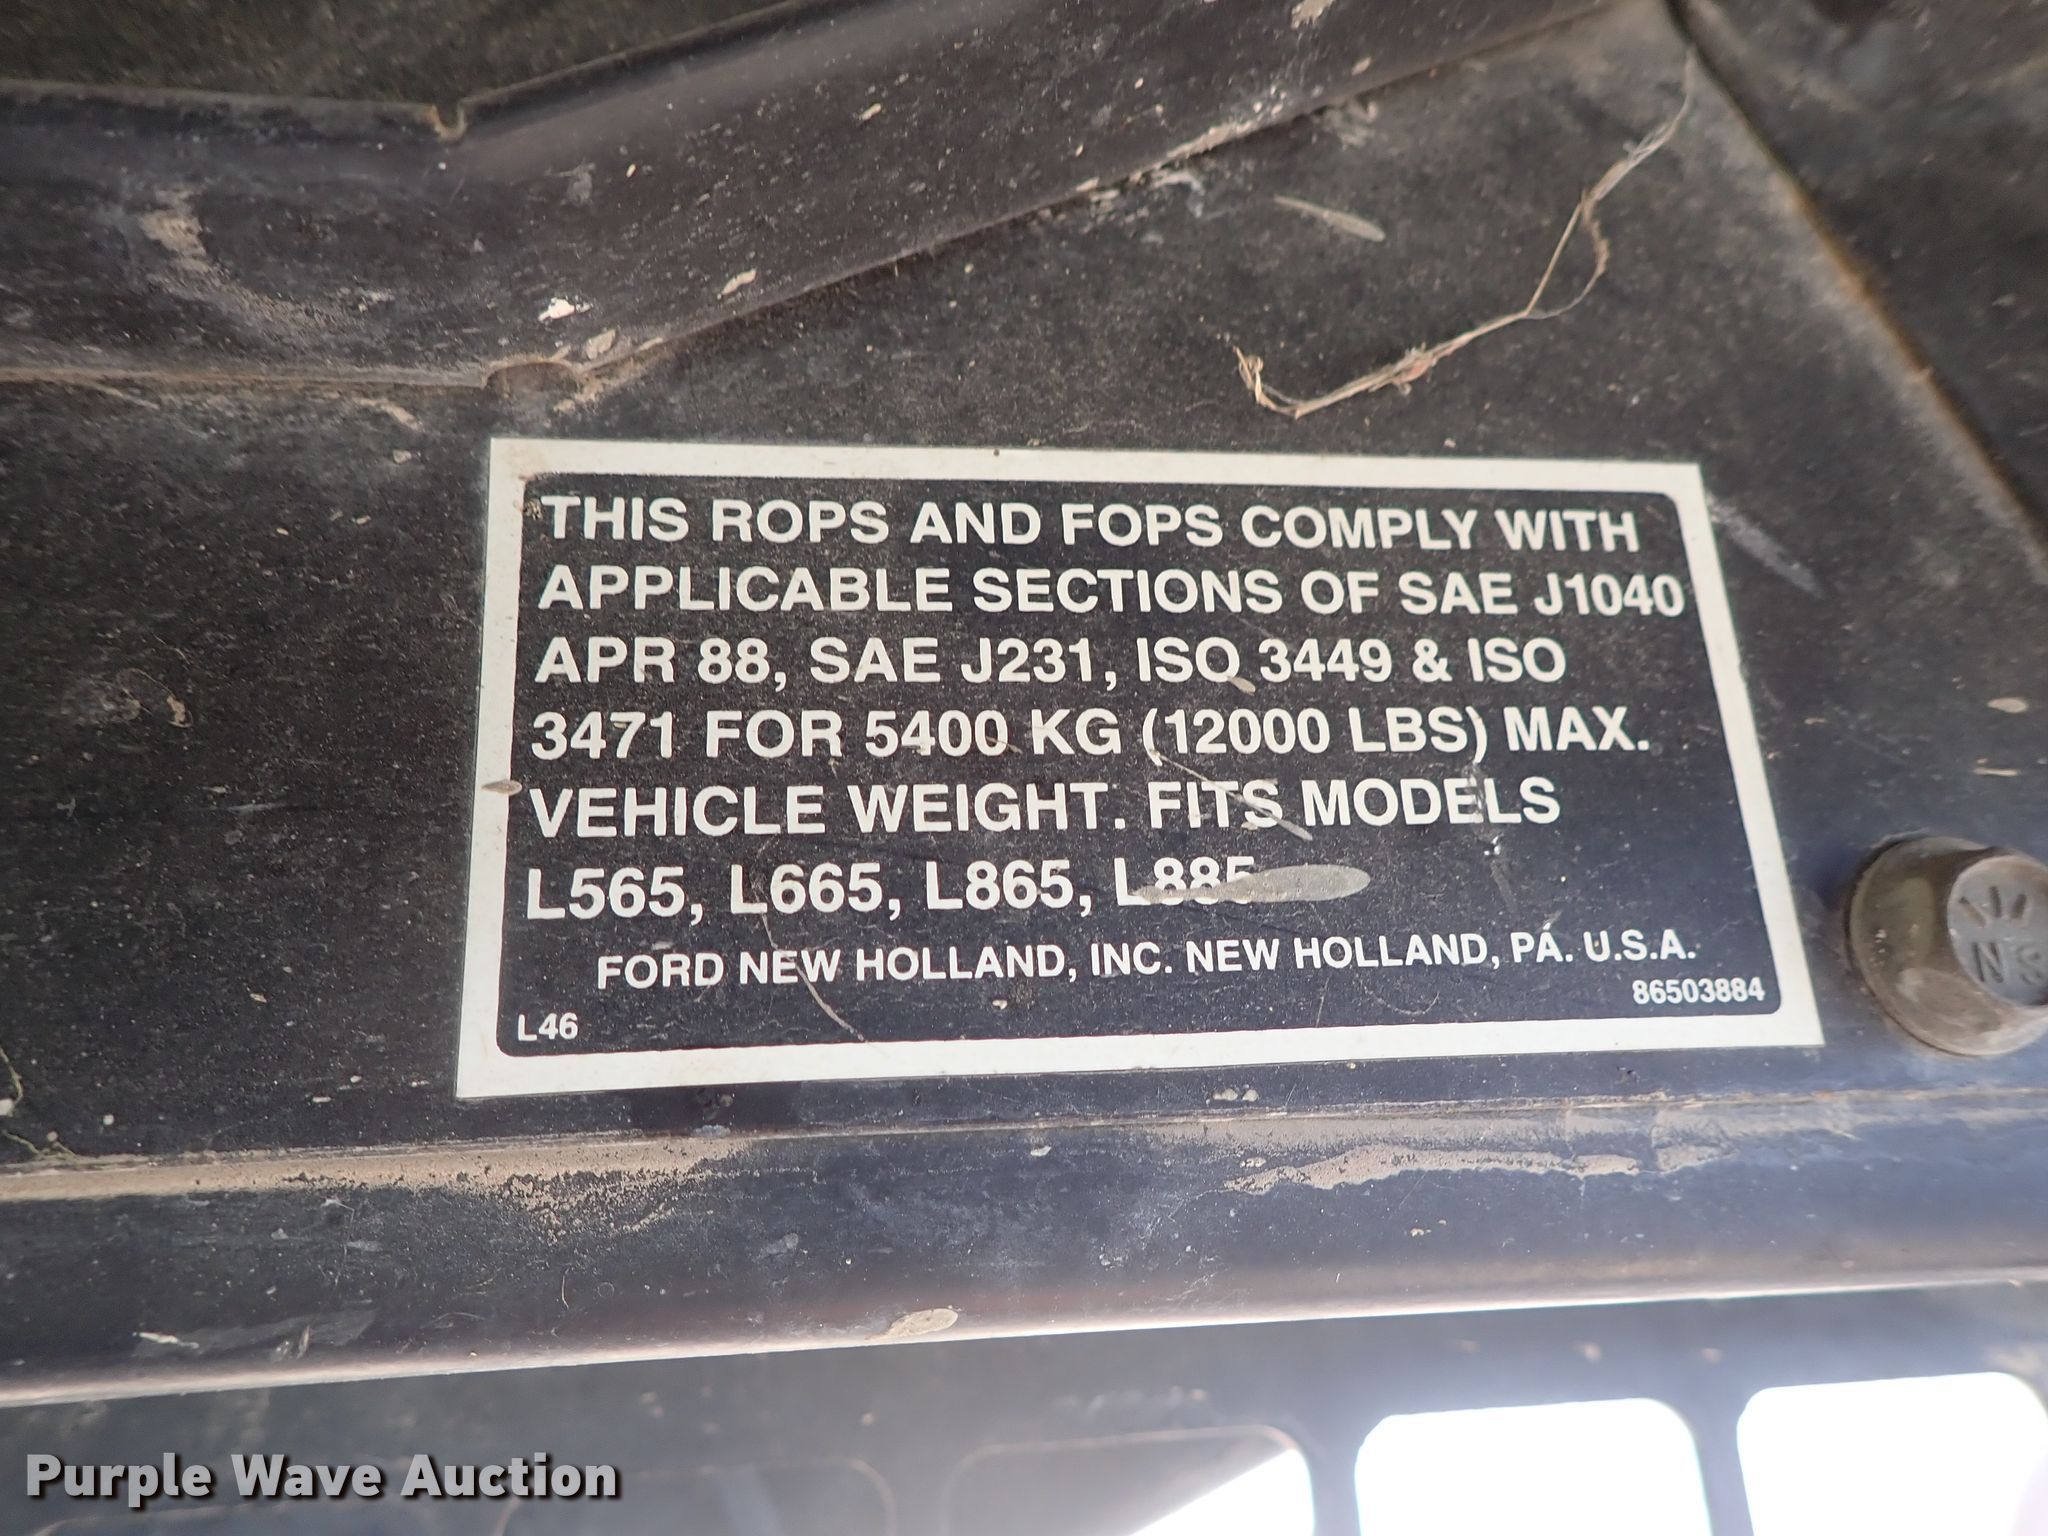 THIS ROPS AND FOPS COMPLY WITH
APPLICABLE SECTIONS OF SAE J1040
APR 88, SAE J231, ISO 3449 & ISO
3471 FOR 5400 KG (12000 LBS) MAX.
VEHICLE WEIGHT. FITS MODELS
L565, L665, L865, L885
FORD NEW HOLLAND, INC. NEW HOLLAND, PA. U.S.A.
86503884
L46
NS
Purple Wave Auction